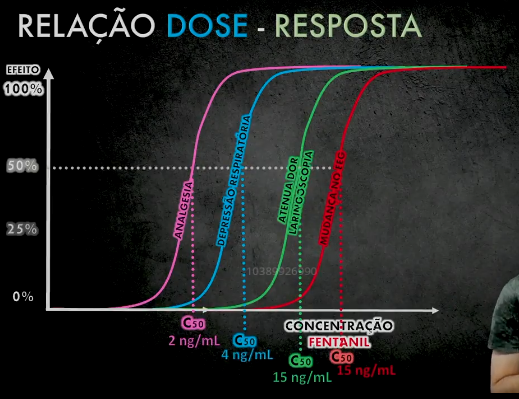 RELAÇÃO DOSE - RESPOSTA
EFEITO
100%
50%
25%
0%
ANALGESIA
DEPRESSÃO RESPIRATÓRIA
ATENUA DOR
LARINGOSCOPIA
MUDANÇA NO EEG
10389926990
CONCENTRAÇÃO
FENTANIL
C50
2 ng/mL
C50
4 ng/mL
C50
15 ng/mL
C50
15 ng/mL